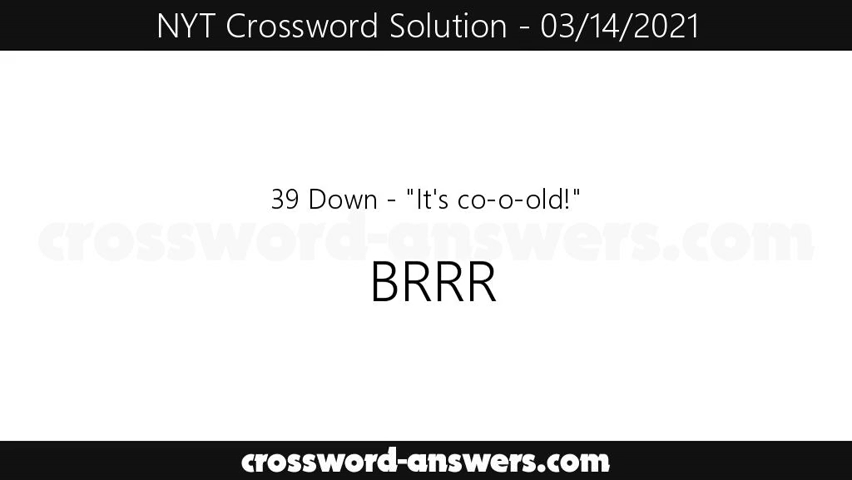 NYT Crossword Solution - 03/14/2021
39 Down - "It's co-o-old!"
crossword-answers.com
BRRR
crossword-answers.com